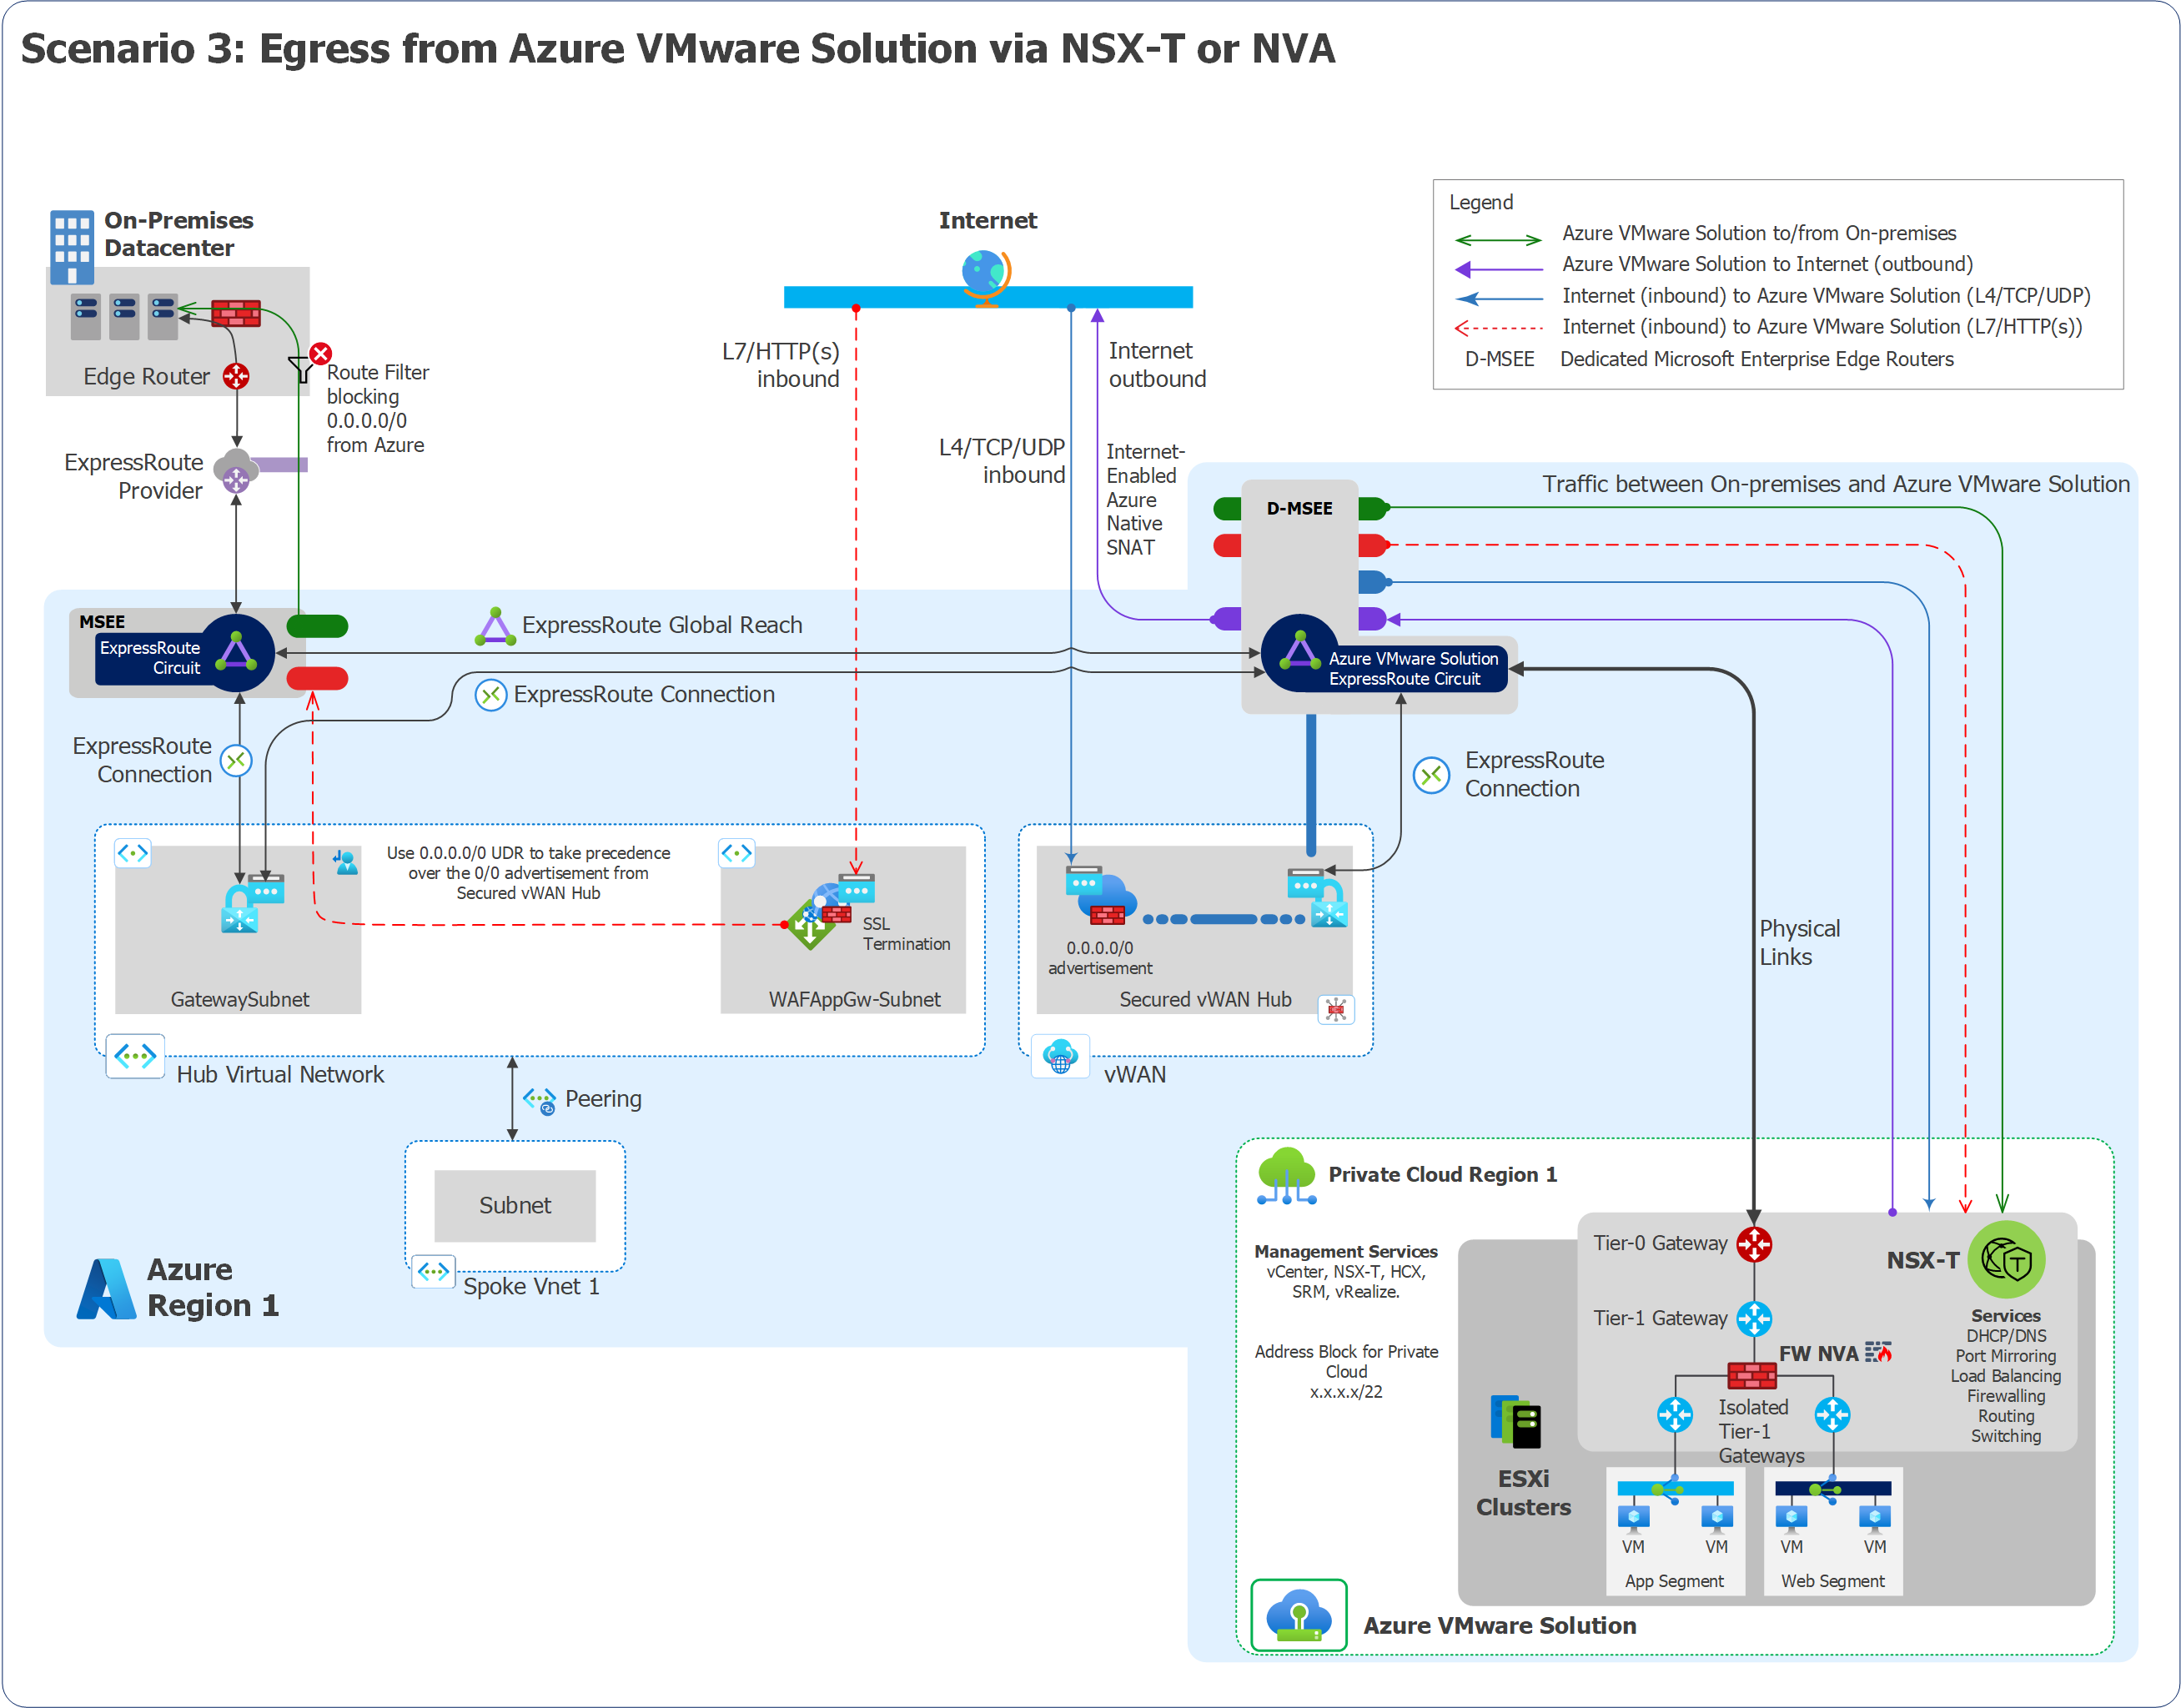 Scenario 3: Egress from Azure VMware Solution via NSX-T or NVA
On-Premises
Datacenter
Edge Router
Route Filter
blocking
0.0.0.0/0
from Azure
ExpressRoute
Provider
Internet
L7/HTTP(s)
inbound
L4/TCP/UDP
inbound
Internet
outbound
Internet-
Enabled
Azure
Native
SNAT
Legend
Azure VMware Solution to/from On-premises
Azure VMware Solution to Internet (outbound)
Internet (inbound) to Azure VMware Solution (L4/TCP/UDP)
Internet (inbound) to Azure VMware Solution (L7/HTTP(s))
D-MSEE Dedicated Microsoft Enterprise Edge Routers
Traffic between On-premises and Azure VMware Solution
D-MSEE
MSEE
ExpressRoute
Circuit
ExpressRoute Global Reach
ExpressRoute Connection
Azure VMware Solution
ExpressRoute Circuit
ExpressRoute
Connection
ExpressRoute
Connection
Use 0.0.0.0/0 UDR to take precedence
over the 0/0 advertisement from
Secured vWAN Hub
SSL
Termination
GatewaySubnet
WAFAppGw-Subnet
0.0.0.0/0
advertisement
Secured vWAN Hub
Physical
Links
Hub Virtual Network
vWAN
Peering
Subnet
Spoke Vnet 1
Azure
Region 1
Private Cloud Region 1
Management Services
vCenter, NSX-T, HCX,
SRM, vRealize.
Address Block for Private
Cloud
x.x.x.x/22
Tier-0 Gateway
Tier-1 Gateway
FW NVA
Isolated
Tier-1
Gateways
NSX-T
T
Services
DHCP/DNS
Port Mirroring
Load Balancing
Firewalling
Routing
Switching
ESXi
Clusters
VM VM
App Segment
VM VM
Web Segment
Azure VMware Solution